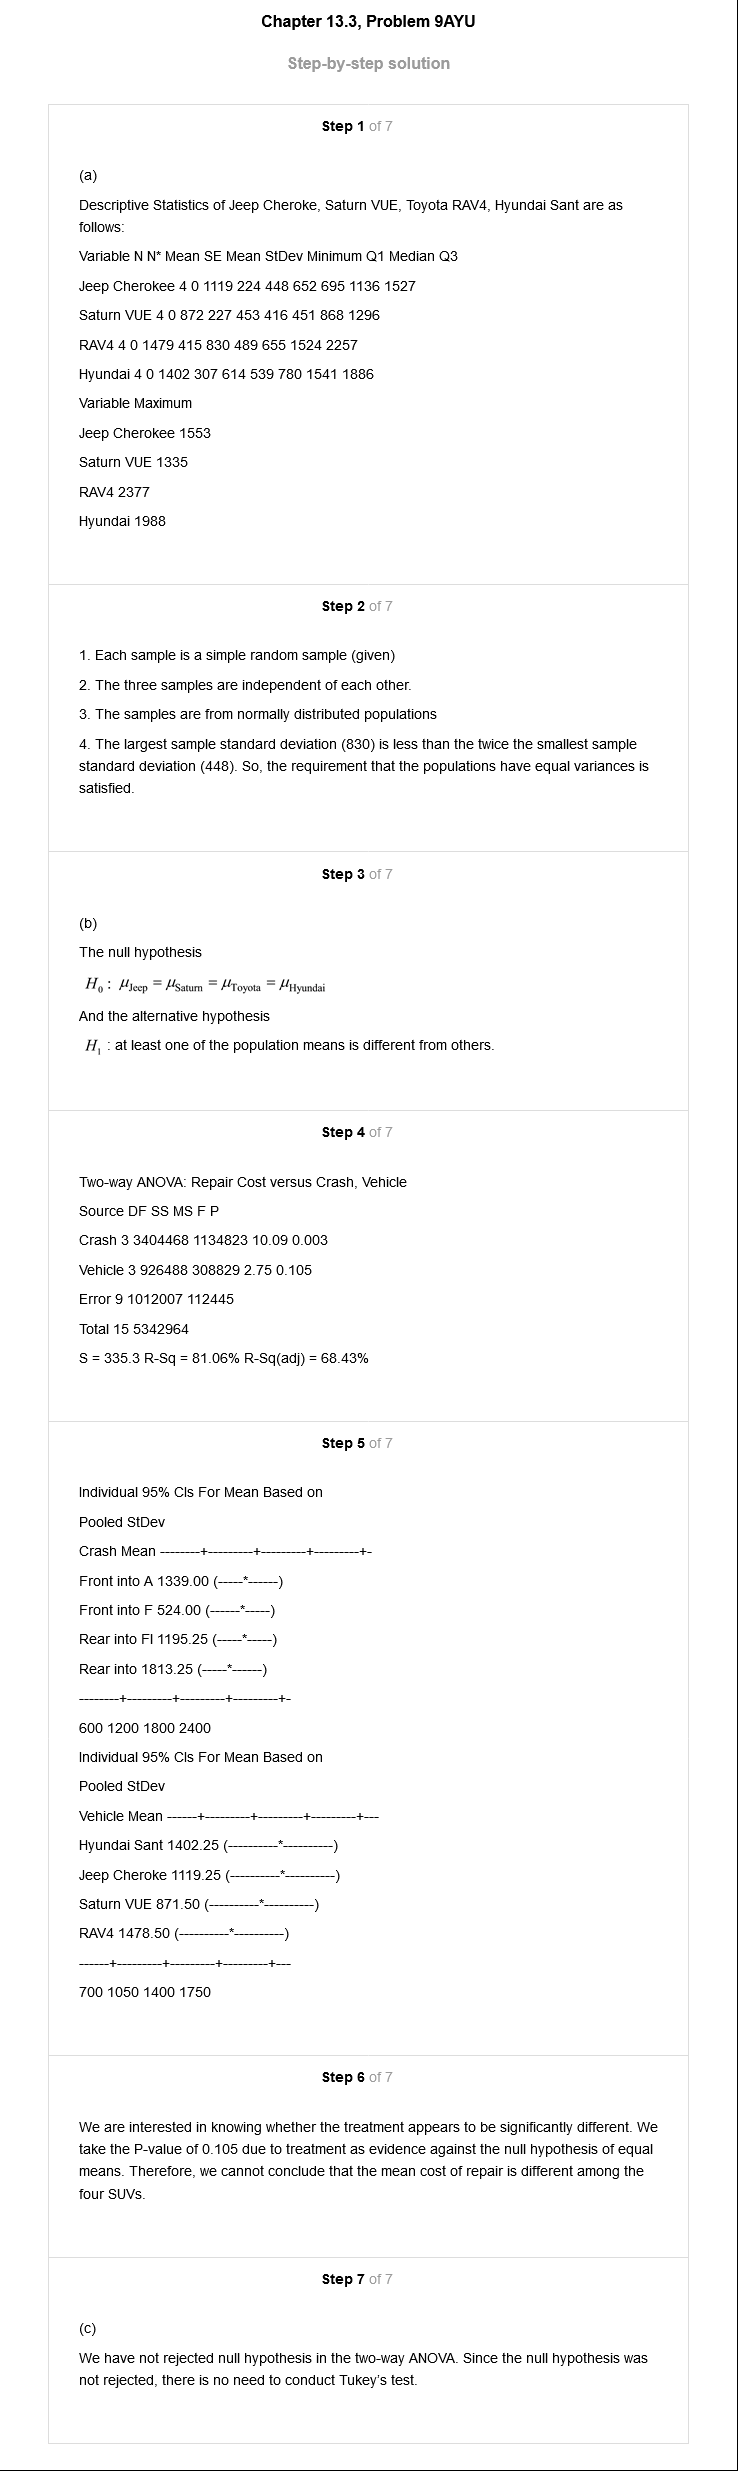 Chapter 13.3, Problem 9AYU
Step-by-step solution
Step 1 of 7
(a)
Descriptive Statistics of Jeep Cheroke, Saturn VUE, Toyota RAV4, Hyundai Sant are as
follows:
Variable N N* Mean SE Mean StDev Minimum Q1 Median Q3
Jeep Cherokee 4 0 1119 224 448 652 695 1136 1527
Saturn VUE 4 0 872 227 453 416 451 868 1296
RAV4 4 0 1479 415 830 489 655 1524 2257
Hyundai 4 0 1402 307 614 539 780 1541 1886
Variable Maximum
Jeep Cherokee 1553
Saturn VUE 1335
RAV4 2377
Hyundai 1988
Step 2 of 7
1. Each sample is a simple random sample (given)
2. The three samples are independent of each other.
3. The samples are from normally distributed populations
4. The largest sample standard deviation (830) is less than the twice the smallest sample
standard deviation (448). So, the requirement that the populations have equal variances is
satisfied.
Step 3 of 7
(b)
The null hypothesis
H₀ : μJeep = μSaturn = μToyota = μHyundai
And the alternative hypothesis
H₁ : at least one of the population means is different from others.
Step 4 of 7
Two-way ANOVA: Repair Cost versus Crash, Vehicle
Source DF SS MS F P
Crash 3 3404468 1134823 10.09 0.003
Vehicle 3 926488 308829 2.75 0.105
Error 9 1012007 112445
Total 15 5342964
S = 335.3 R-Sq = 81.06% R-Sq(adj) = 68.43%
Step 5 of 7
Individual 95% CIs For Mean Based on
Pooled StDev
Crash Mean --------+---------+---------+---------+-
Front into A 1339.00 (-----*------)
Front into F 524.00 (------*-----)
Rear into Fl 1195.25 (-----*-----)
Rear into 1813.25 (-----*------)
--------+---------+---------+---------+-
600 1200 1800 2400
Individual 95% CIs For Mean Based on
Pooled StDev
Vehicle Mean ------+---------+---------+---------+---
Hyundai Sant 1402.25 (----------*----------)
Jeep Cheroke 1119.25 (----------*----------)
Saturn VUE 871.50 (----------*----------)
RAV4 1478.50 (----------*----------)
------+---------+---------+---------+---
700 1050 1400 1750
Step 6 of 7
We are interested in knowing whether the treatment appears to be significantly different. We
take the P-value of 0.105 due to treatment as evidence against the null hypothesis of equal
means. Therefore, we cannot conclude that the mean cost of repair is different among the
four SUVs.
Step 7 of 7
(c)
We have not rejected null hypothesis in the two-way ANOVA. Since the null hypothesis was
not rejected, there is no need to conduct Tukey's test.